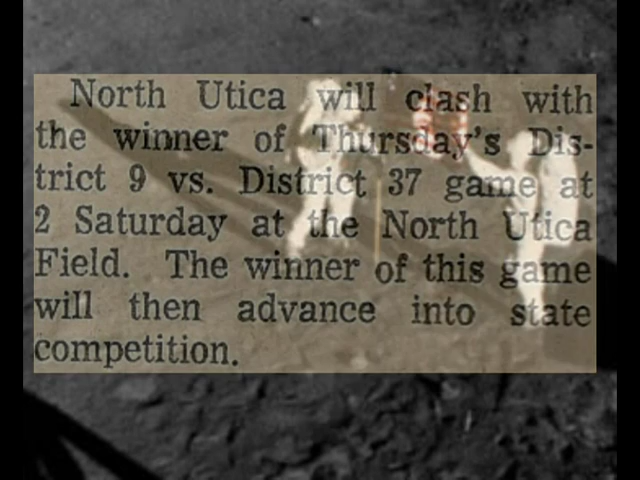 North Utica will clash with
the winner of Thursday's Dis-
trict 9 vs. District 37 game at
2 Saturday at the North Utica
Field. The winner of this game
will then advance into state
competition.